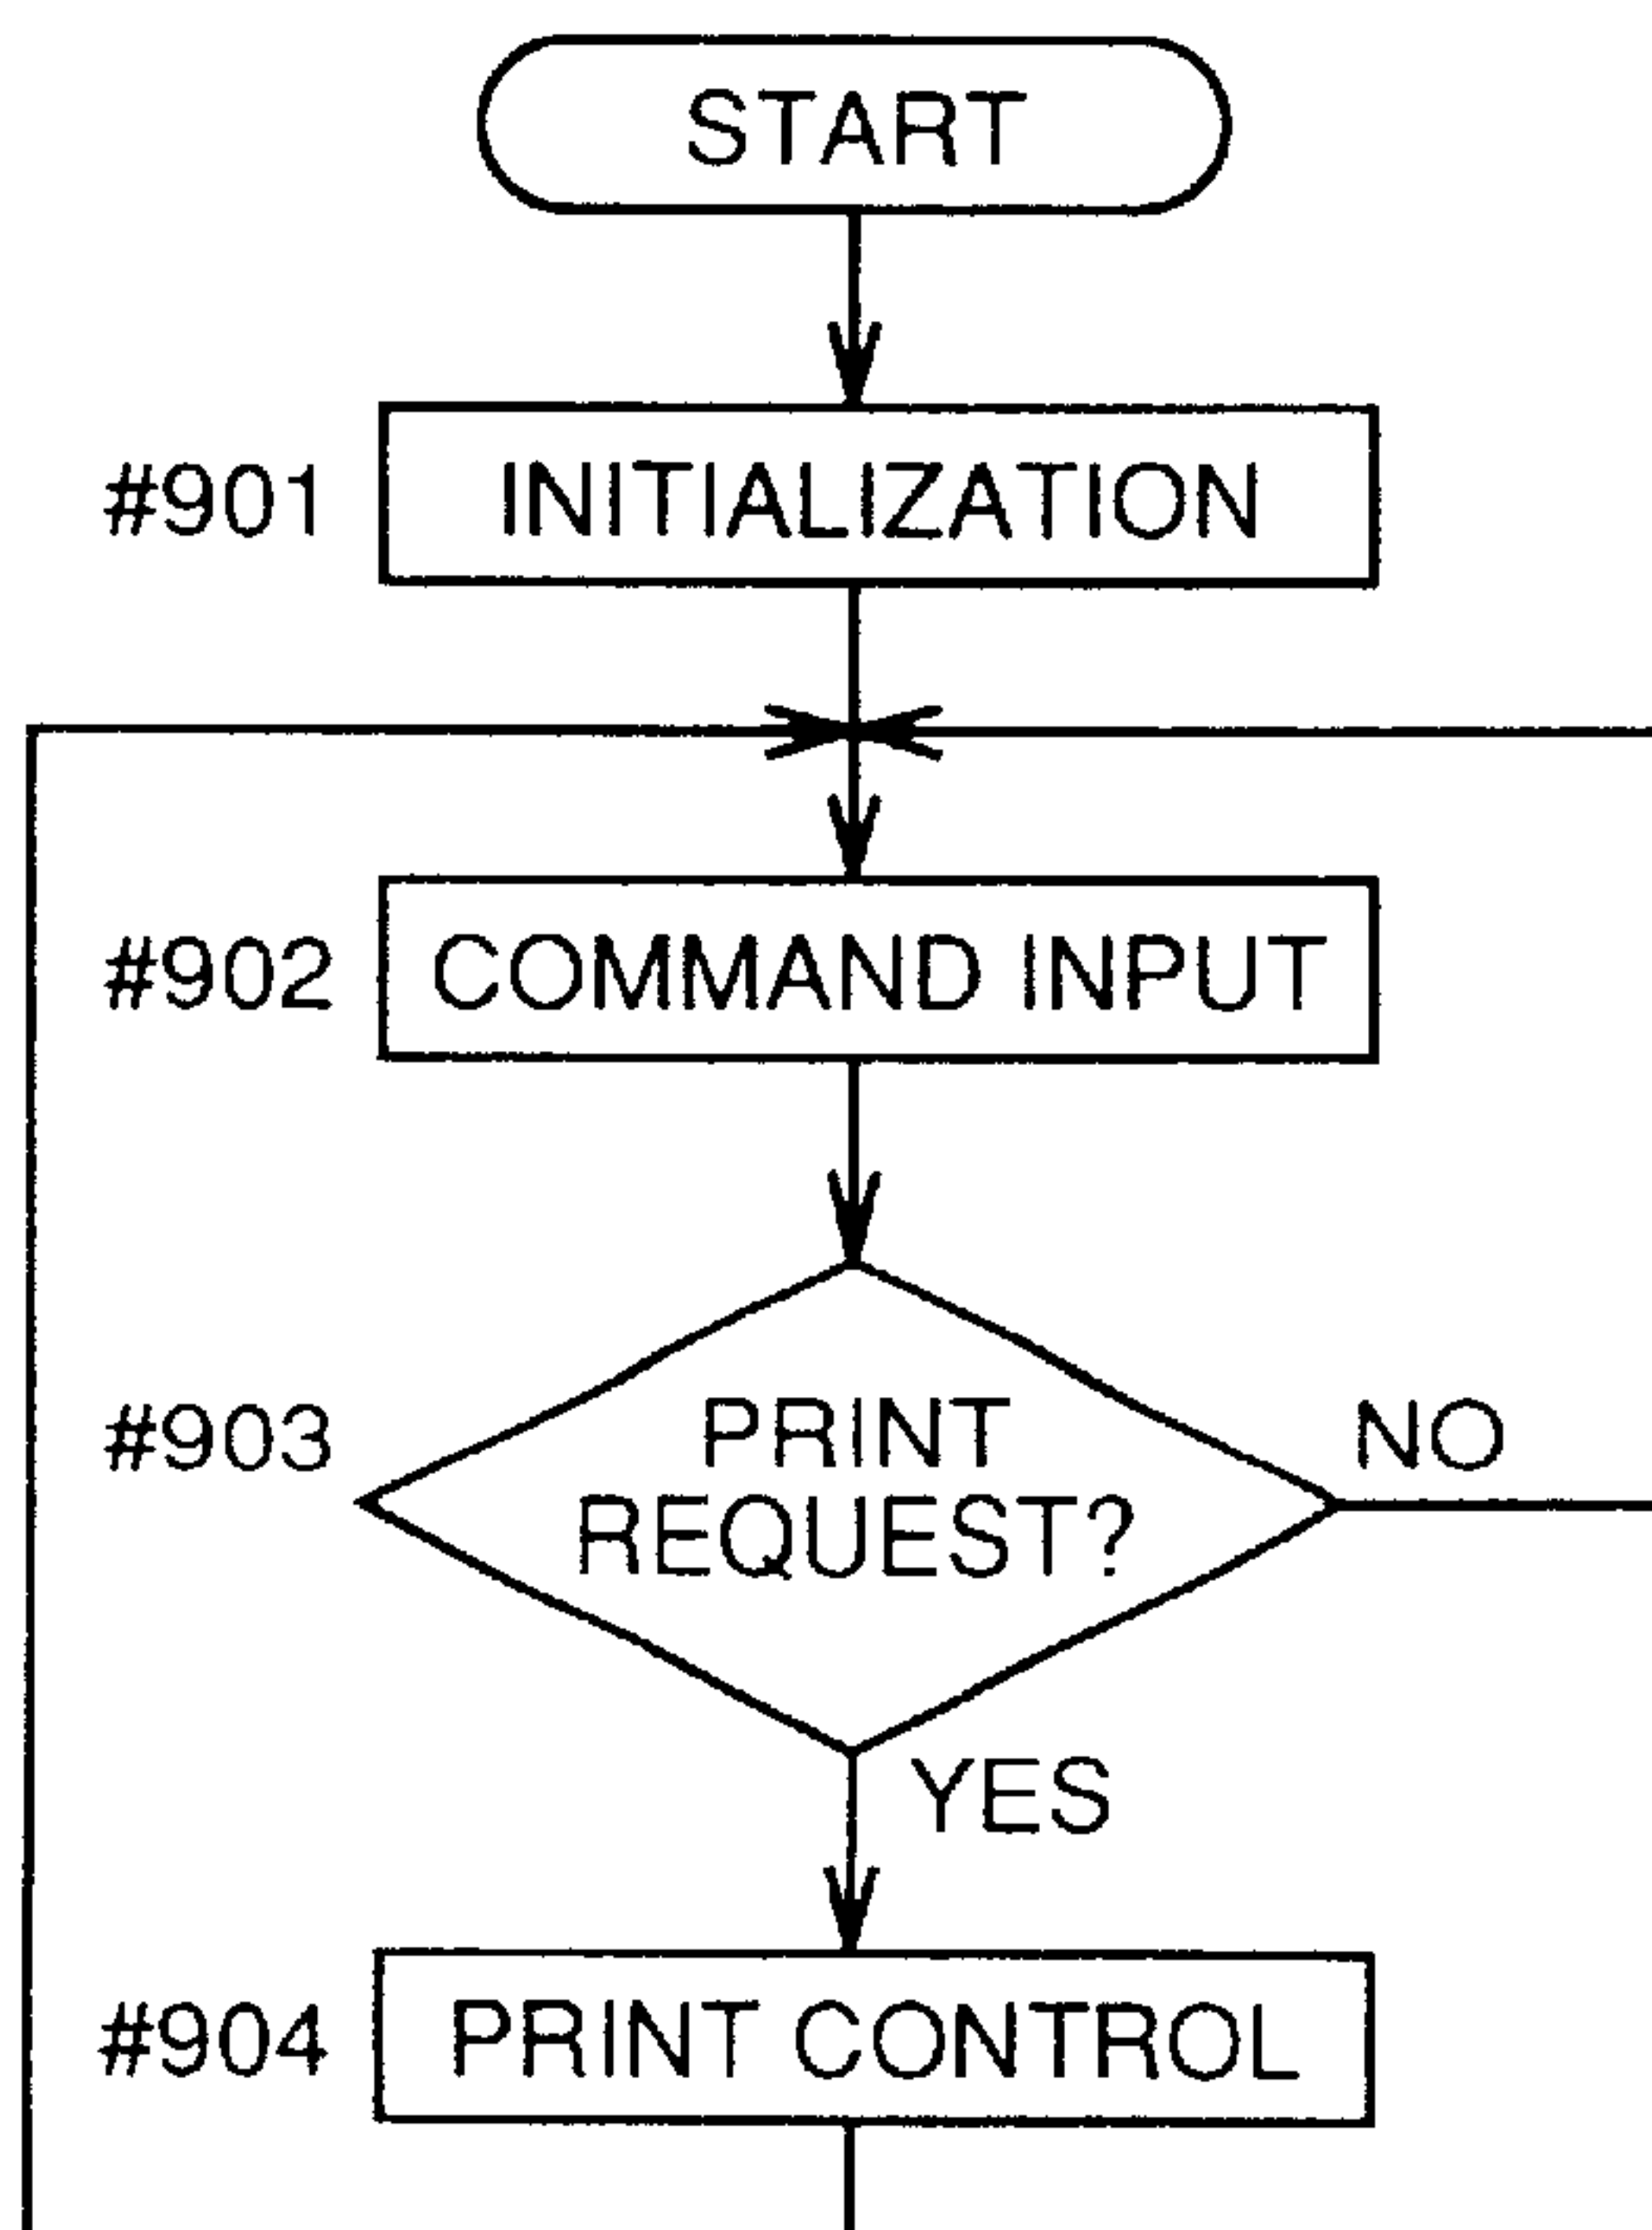 START
#901 INITIALIZATION
#902 COMMAND INPUT
#903 PRINT
REQUEST?
NO
YES
#904 PRINT CONTROL